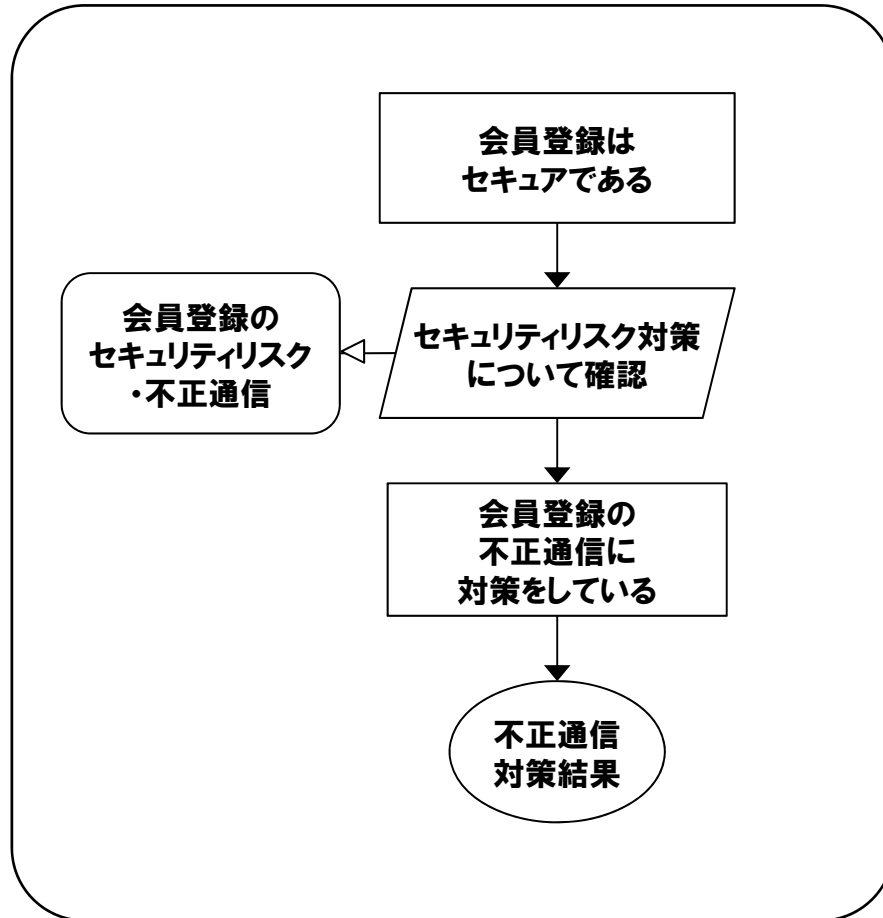 会員登録は
セキュアである
会員登録の
セキュリティリスク
・不正通信
セキュリティリスク対策
について確認
会員登録の
不正通信に
対策をしている
不正通信
対策結果